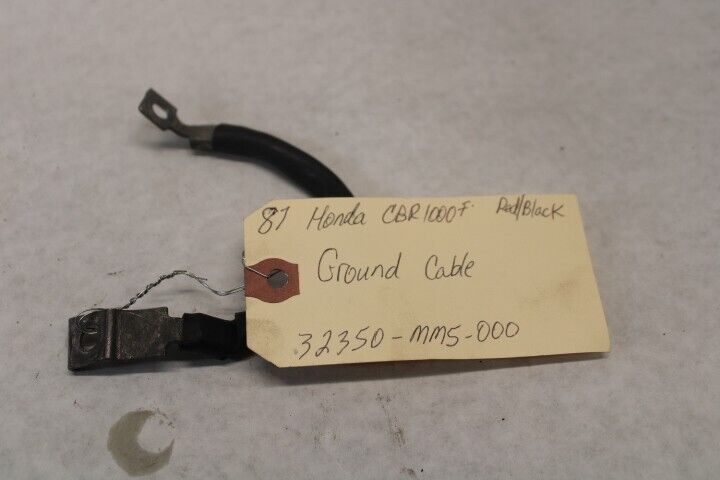 87 Honda CBR1000F Red/Black
Ground Cable
32350-MM5-000